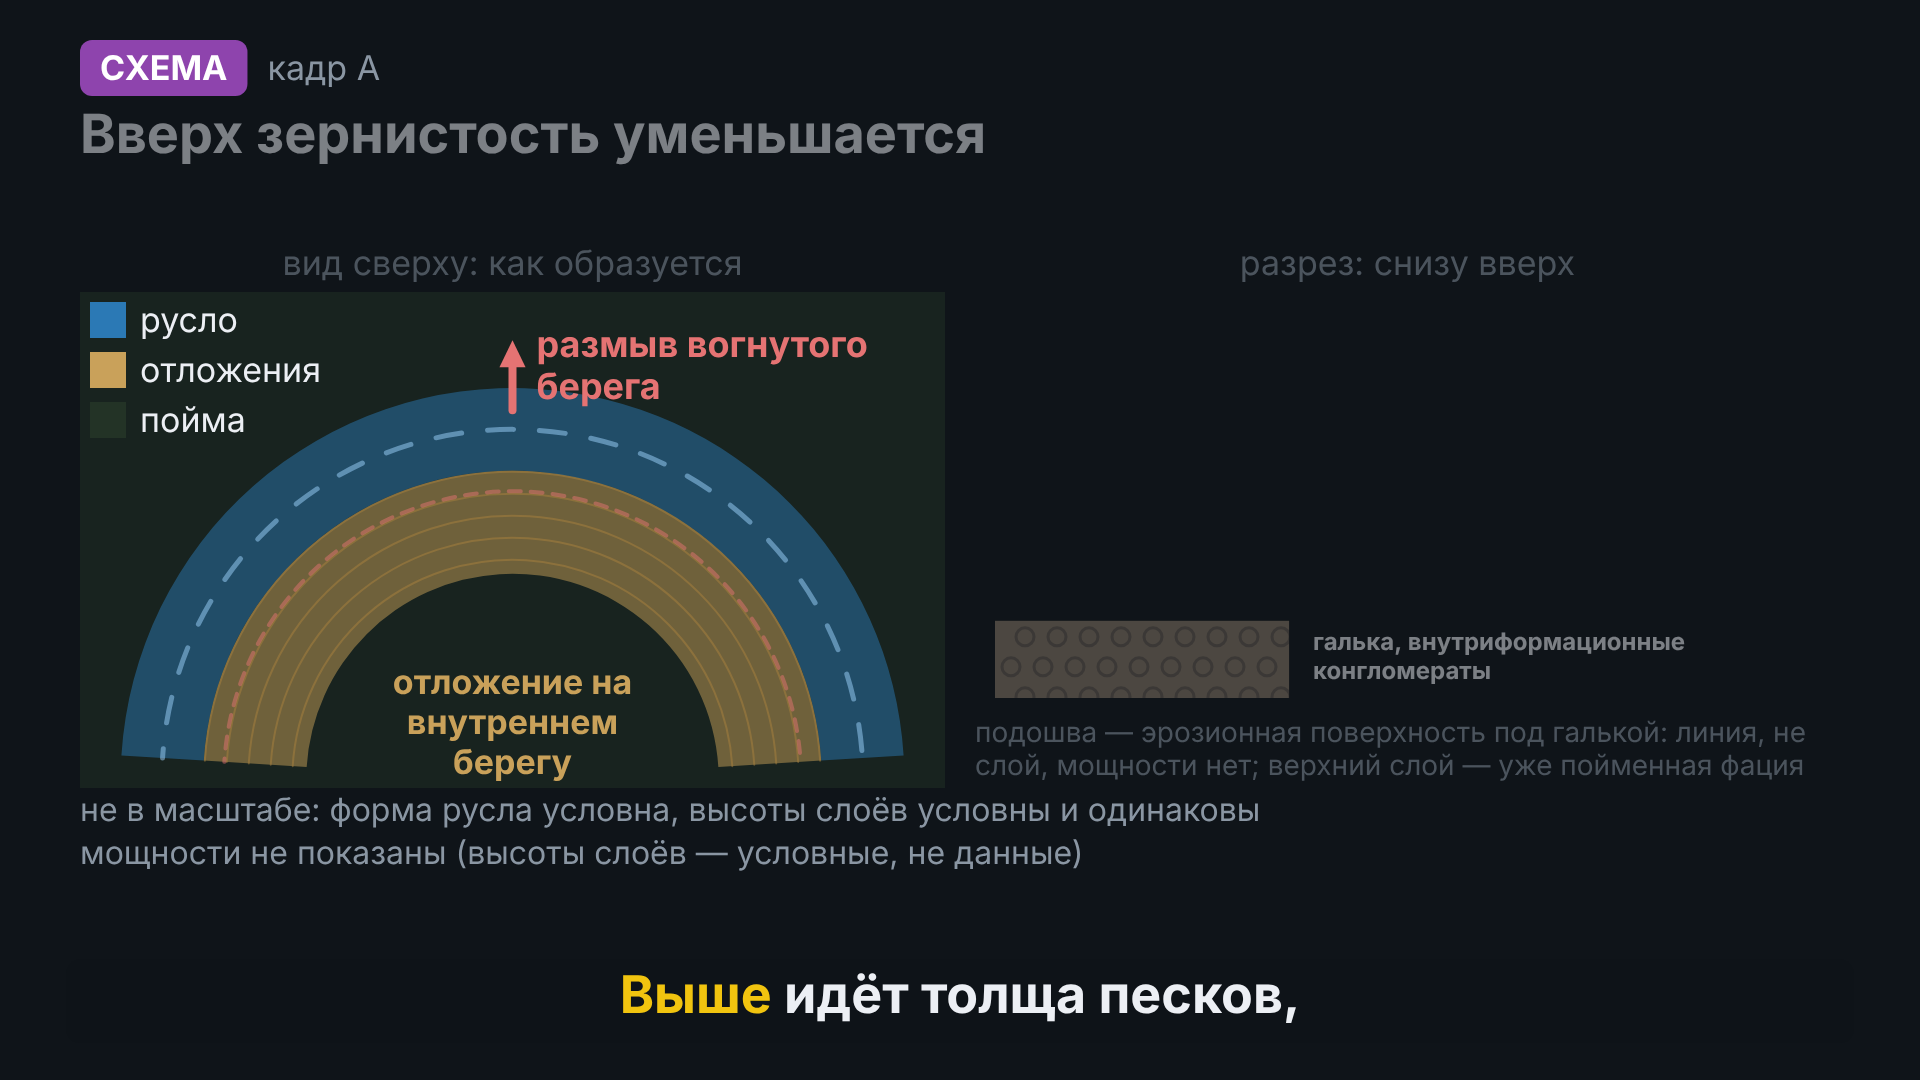 СХЕМА кадр А
Вверх зернистость уменьшается
вид сверху: как образуется
русло
отложения
пойма
размыв вогнутого
берега
отложение на
внутреннем
берегу
разрез: снизу вверх
галька, внутриформационные
конгломераты
подошва — эрозионная поверхность под галькой: линия, не
слой, мощности нет; верхний слой — уже пойменная фация
не в масштабе: форма русла условна, высоты слоёв условны и одинаковы
мощности не показаны (высоты слоёв — условные, не данные)
Выше идёт толща песков,